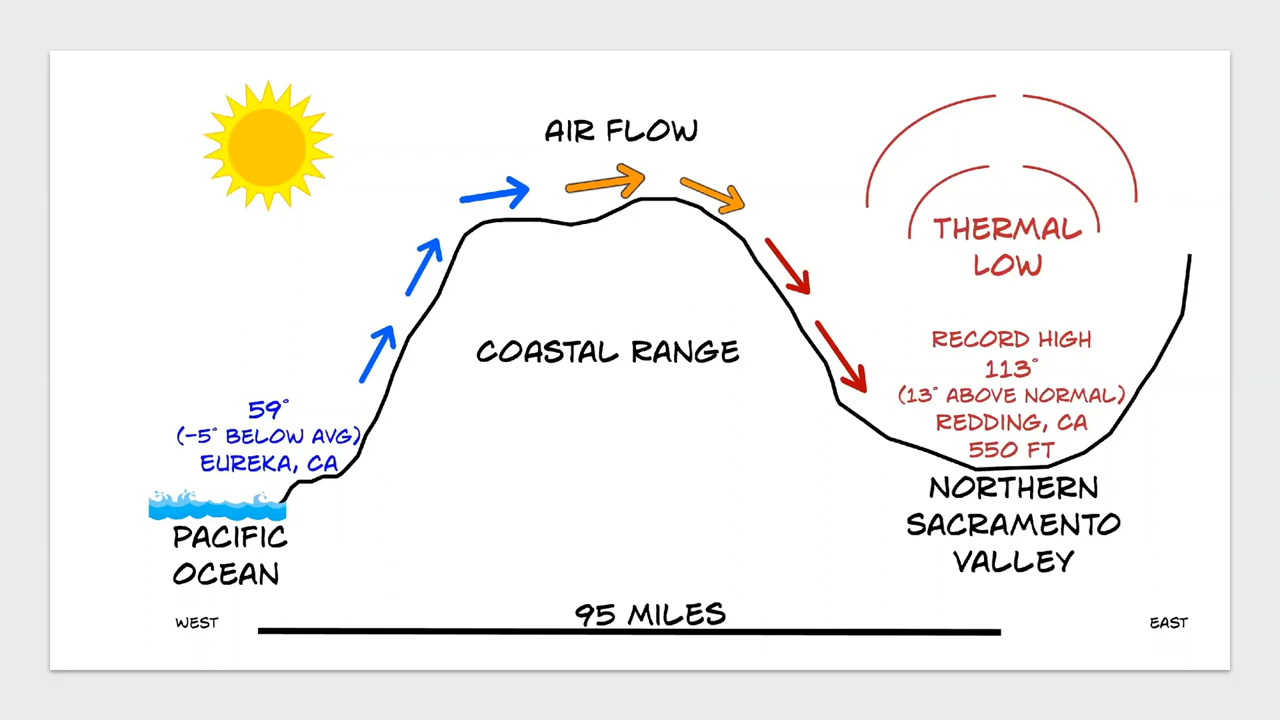 AIR FLOW
THERMAL
LOW
COASTAL RANGE
RECORD HIGH
113°
(13° ABOVE NORMAL)
REDDING, CA
550 FT
59°
(-5° BELOW AVG)
EUREKA, CA
PACIFIC
OCEAN
NORTHERN
SACRAMENTO
VALLEY
95 MILES
WEST
EAST